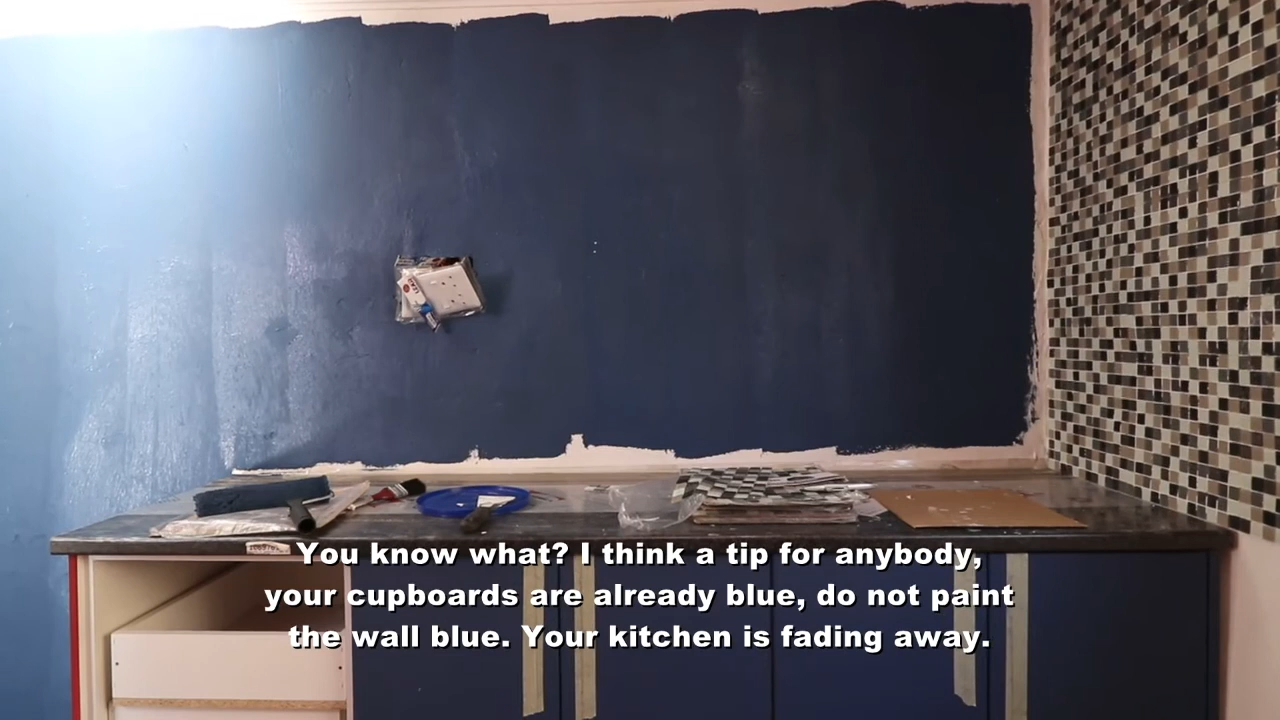 You know what? I think a tip for anybody,
your cupboards are already blue, do not paint
the wall blue. Your kitchen is fading away.